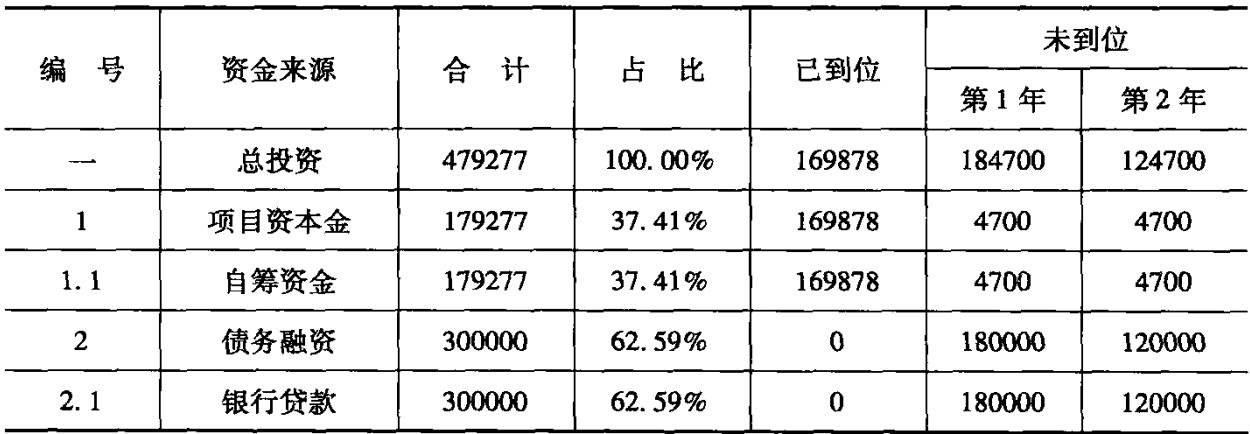 编 号 资金来源 合 计 占 比 已到位 未到位
第1年 第2年
一 总投资 479277 100.00% 169878 184700 124700
1 项目资本金 179277 37.41% 169878 4700 4700
1.1 自筹资金 179277 37.41% 169878 4700 4700
2 债务融资 300000 62.59% 0 180000 120000
2.1 银行贷款 300000 62.59% 0 180000 120000